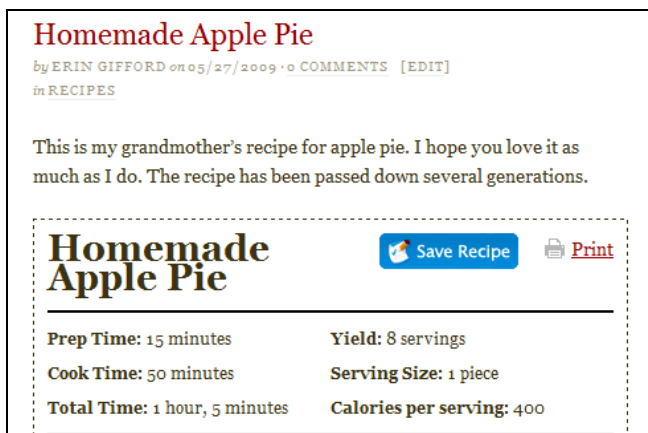 Homemade Apple Pie
by ERIN GIFFORD on 05/27/2009 · 0 COMMENTS [EDIT]
in RECIPES
This is my grandmother's recipe for apple pie. I hope you love it as
much as I do. The recipe has been passed down several generations.
Homemade
Apple Pie
Save Recipe
Print
Prep Time: 15 minutes
Yield: 8 servings
Cook Time: 50 minutes
Serving Size: 1 piece
Total Time: 1 hour, 5 minutes
Calories per serving: 400